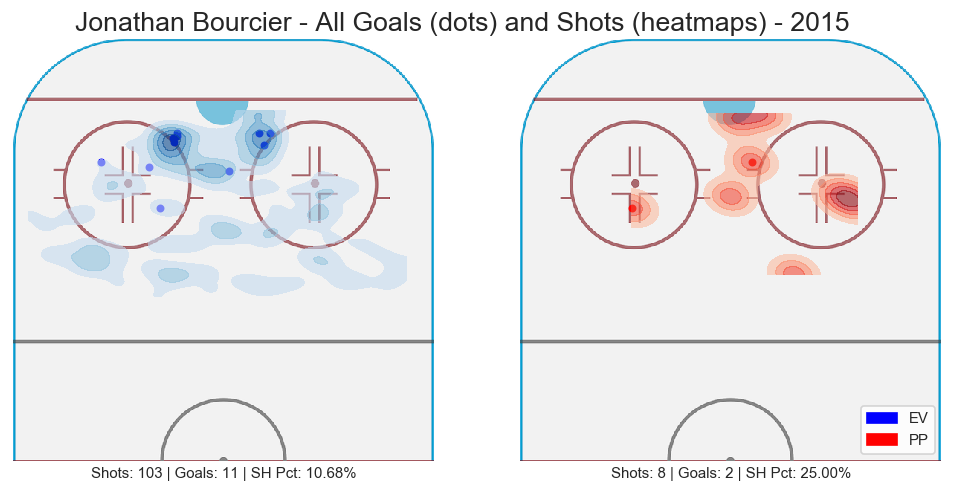 Jonathan Bourcier - All Goals (dots) and Shots (heatmaps) - 2015
EV
PP
Shots: 103 | Goals: 11 | SH Pct: 10.68%
Shots: 8 | Goals: 2 | SH Pct: 25.00%